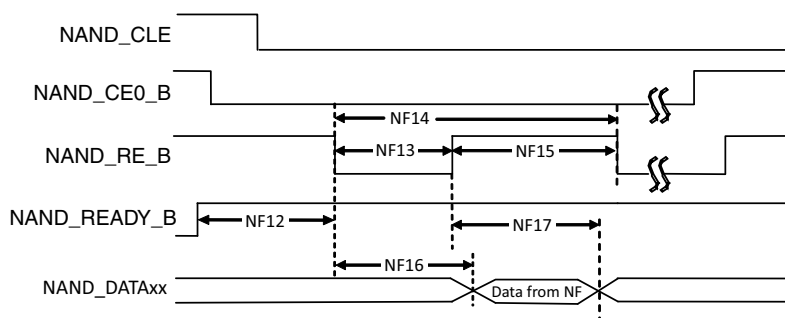 NAND_CLE
NAND_CE0_B
NF14
NAND_RE_B
NF13
NF15
NAND_READY_B
NF12
NF17
NF16
NAND_DATAxx
Data from NF